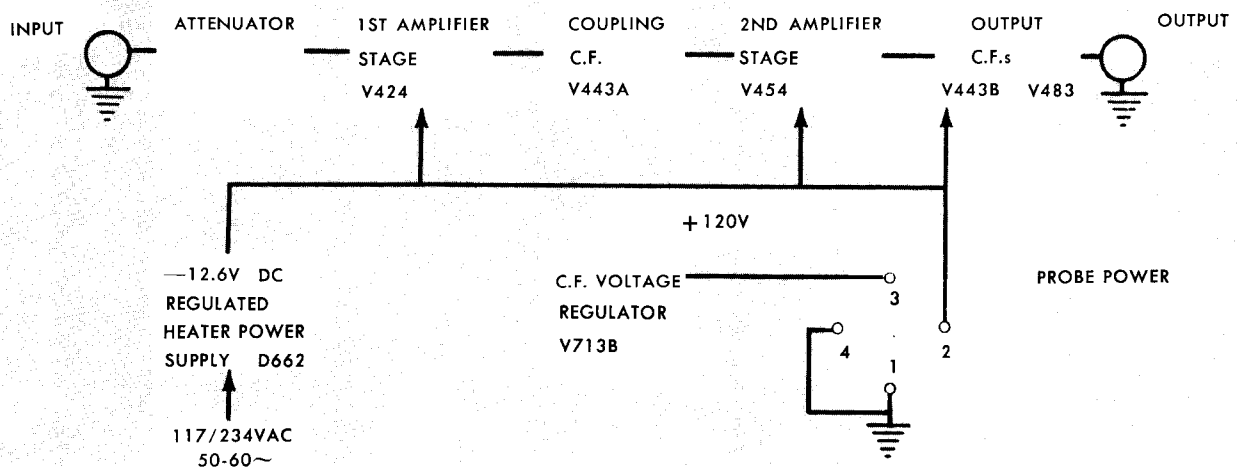 INPUT
ATTENUATOR
1ST AMPLIFIER
STAGE
V424
COUPLING
C.F.
V443A
2ND AMPLIFIER
STAGE
V454
OUTPUT
C.F.s
V443B V483
OUTPUT
+120V
—12.6V DC
REGULATED
HEATER POWER
SUPPLY D662
117/234VAC
50-60~
C.F. VOLTAGE
REGULATOR
V713B
3
4
2
1
PROBE POWER